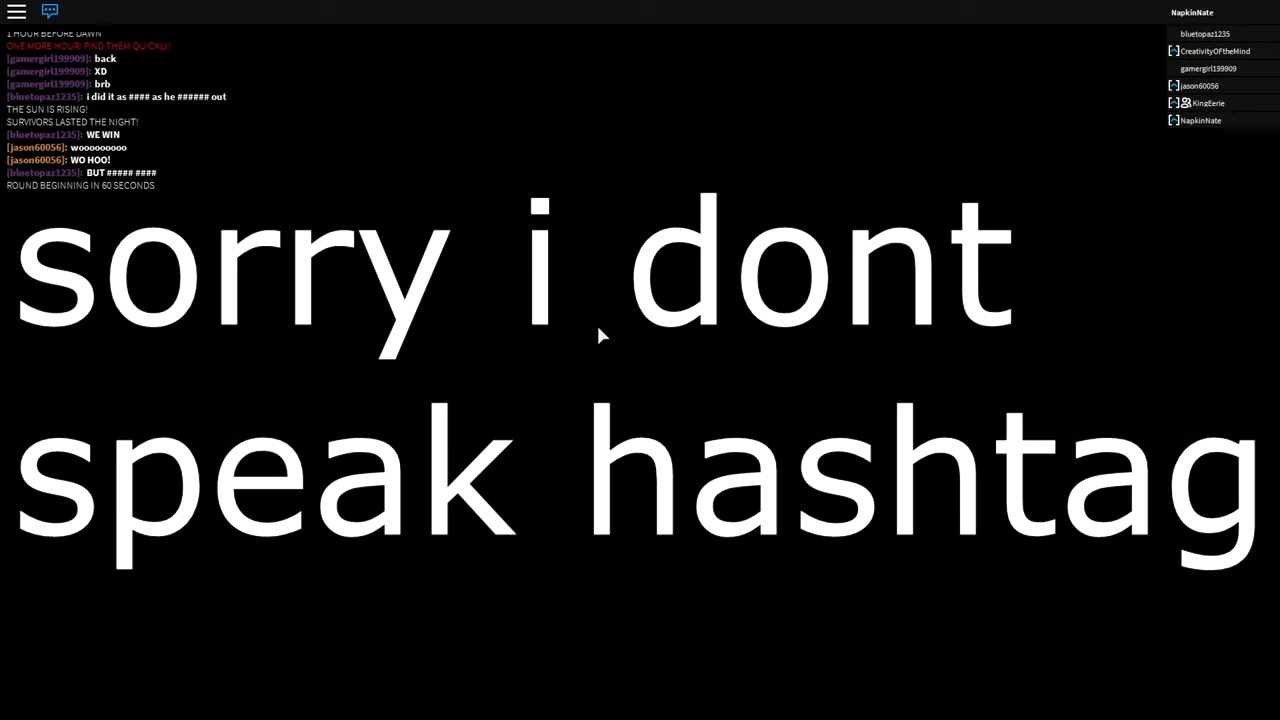 NapkinNate
1 HOUR BEFORE DAWN
bluetopaz1235
ONE MORE HOUR! FIND THEM QUICKLY!
CreativityOftheMind
[gamergirl199909]: back
gamergirl199909
[gamergirl199909]: XD
[gamergirl199909]: brb
jason60056
[bluetopaz1235]: i did it as #### as he ###### out
KingEerie
THE SUN IS RISING!
NapkinNate
SURVIVORS LASTED THE NIGHT!
[bluetopaz1235]: WE WIN
[jason60056]: wooooooooo
[jason60056]: WO HOO!
[bluetopaz1235]: BUT ##### ####
ROUND BEGINNING IN 60 SECONDS
sorry i dont
speak hashtag